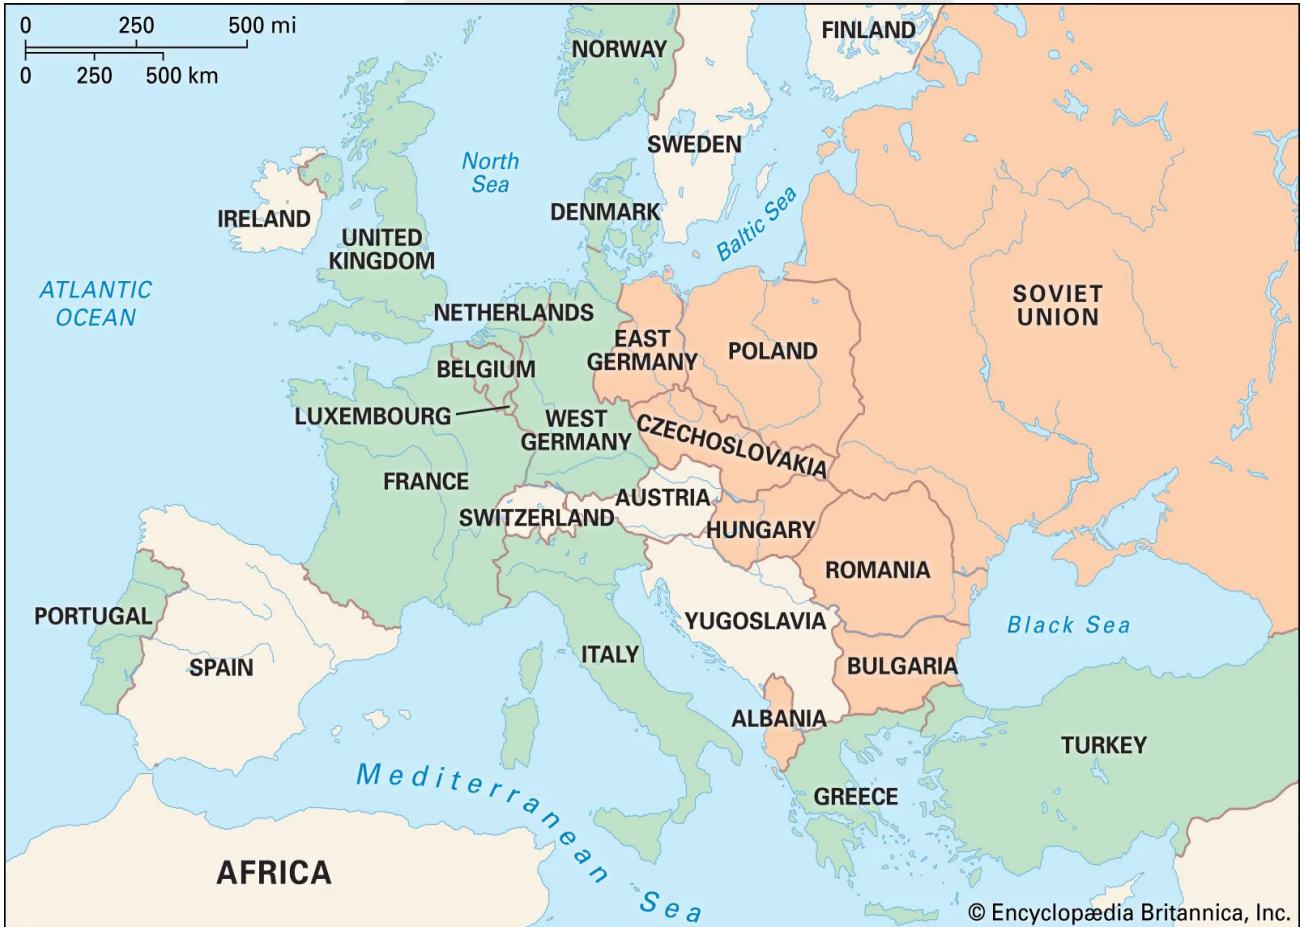 0 250 500 mi
0 250 500 km
NORWAY
FINLAND
SWEDEN
North
Sea
IRELAND
DENMARK
Baltic Sea
UNITED
KINGDOM
ATLANTIC
OCEAN
NETHERLANDS
SOVIET
UNION
EAST
GERMANY
POLAND
BELGIUM
LUXEMBOURG
WEST
GERMANY
CZECHOSLOVAKIA
FRANCE
AUSTRIA
SWITZERLAND
HUNGARY
ROMANIA
PORTUGAL
YUGOSLAVIA
Black Sea
SPAIN
ITALY
BULGARIA
ALBANIA
TURKEY
Mediterranean Sea
GREECE
AFRICA
© Encyclopædia Britannica, Inc.